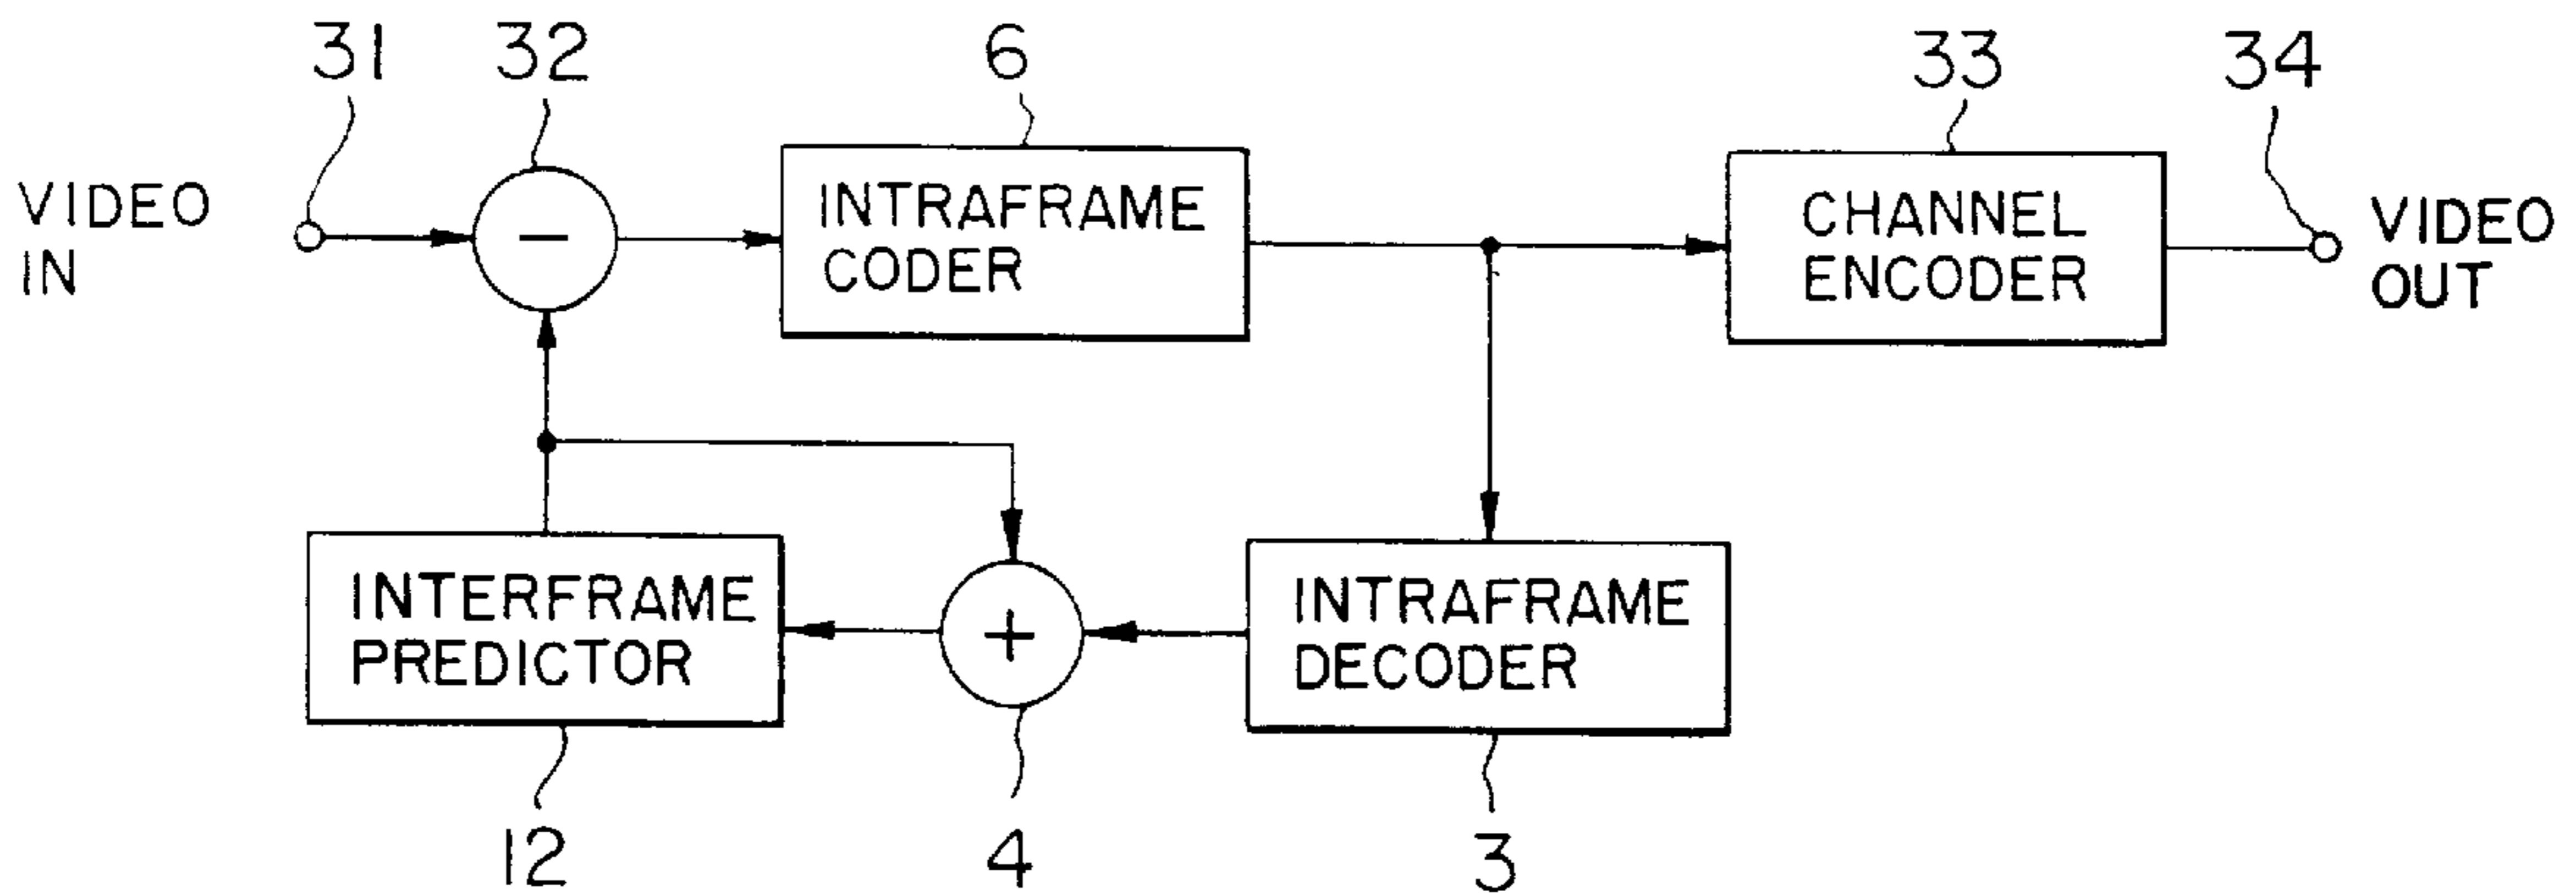 31
32
6
33
34
VIDEO
IN
−
INTRAFRAME
CODER
CHANNEL
ENCODER
VIDEO
OUT
INTERFRAME
PREDICTOR
+
INTRAFRAME
DECODER
12
4
3